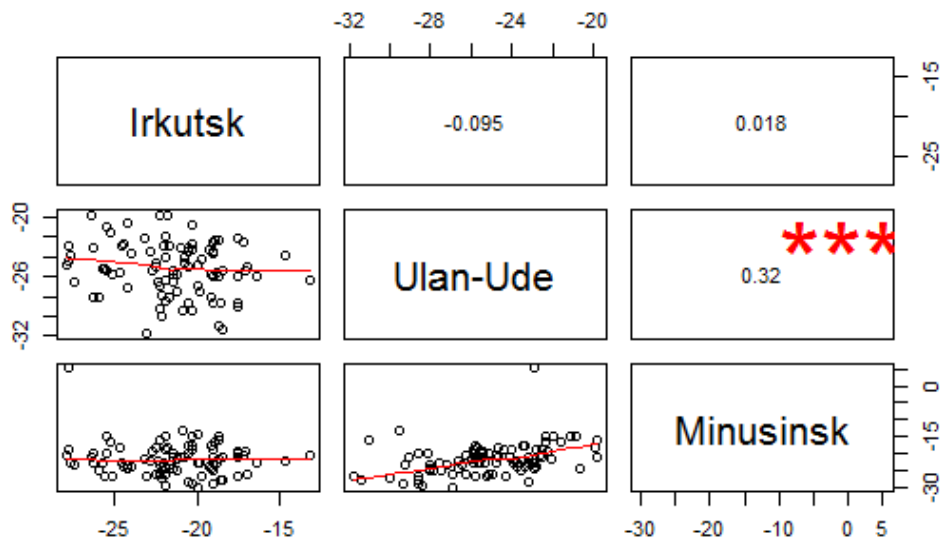 -32 -28 -24 -20
Irkutsk -0.095 0.018 -15 -25
-20 -26 -32 Ulan-Ude 0.32 ***
Minusinsk 0 -15 -30
-25 -20 -15 -30 -20 -10 0 5